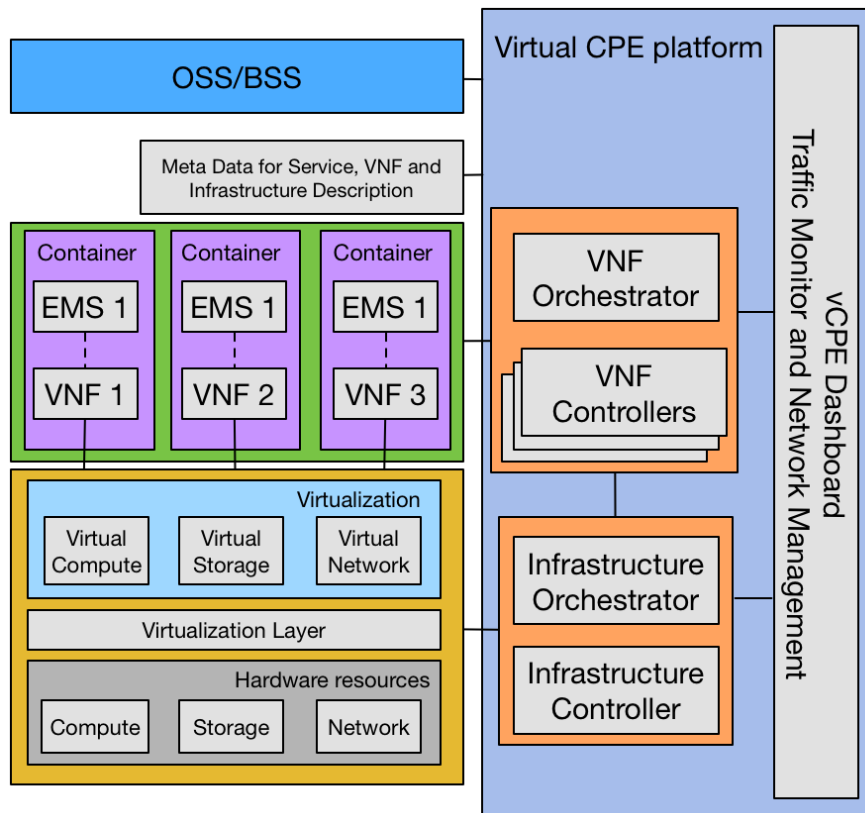 OSS/BSS
Virtual CPE platform
Meta Data for Service, VNF and
Infrastructure Description
Container
EMS 1
VNF 1
Container
EMS 1
VNF 2
Container
EMS 1
VNF 3
VNF
Orchestrator
VNF
Controllers
Virtualization
Virtual
Compute
Virtual
Storage
Virtual
Network
Virtualization Layer
Hardware resources
Compute
Storage
Network
Infrastructure
Orchestrator
Infrastructure
Controller
vCPE Dashboard
Traffic Monitor and Network Management